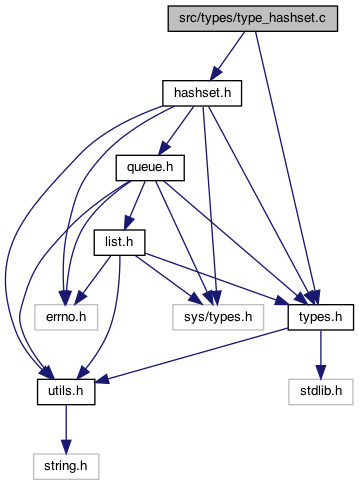 src/types/type_hashset.c
hashset.h
queue.h
list.h
errno.h
sys/types.h
types.h
utils.h
stdlib.h
string.h